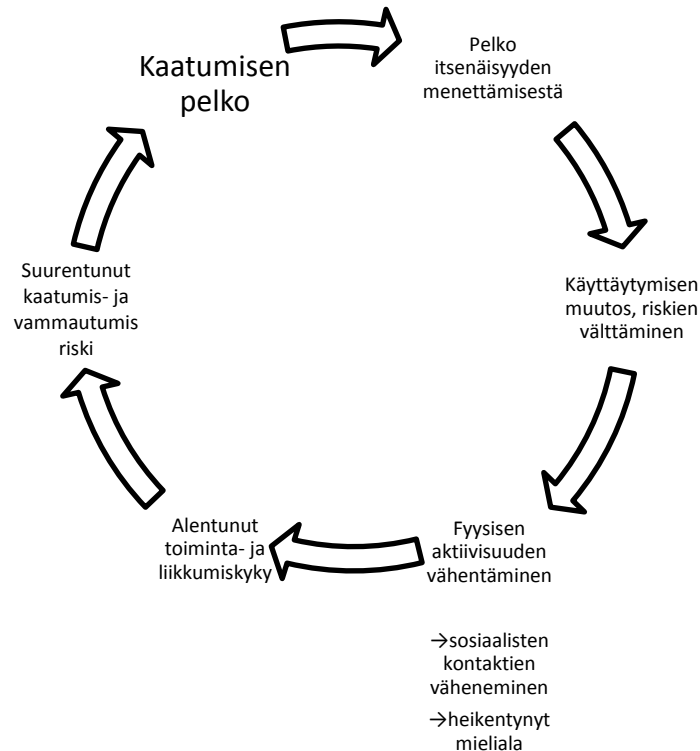 Kaatumisen
pelko
Pelko
itsenäisyyden
menettämisestä
Käyttäytymisen
muutos, riskien
välttäminen
Fyysisen
aktiivisuuden
vähentäminen
→sosiaalisten
kontaktien
väheneminen
→heikentynyt
mieliala
Alentunut
toiminta- ja
liikkumiskyky
Suurentunut
kaatumis- ja
vammautumis
riski